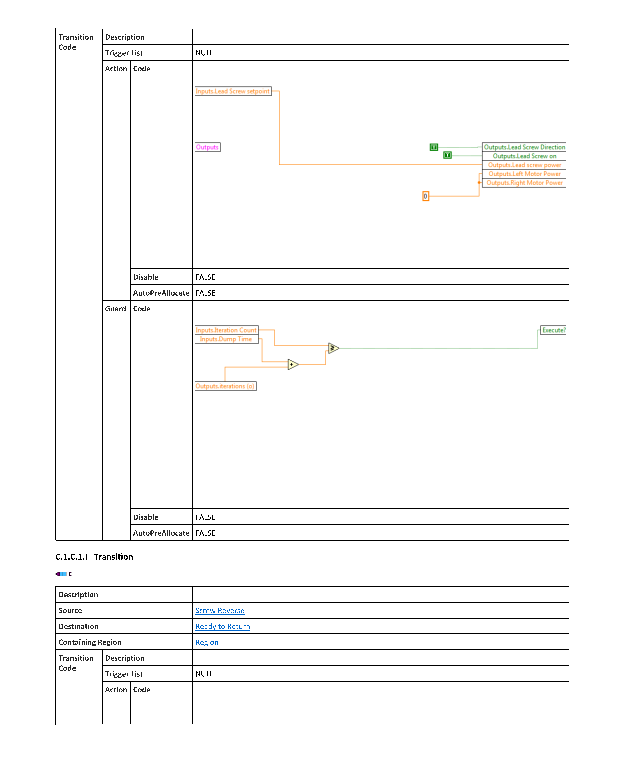 Transition Code
Description
Trigger List NULL
Action Code
Inputs.Lead Screw setpoint
Outputs
Outputs.Lead Screw Direction
Outputs.Lead Screw on
Outputs.Lead screw power
Outputs.Left Motor Power
Outputs.Right Motor Power
0
Disable FALSE
AutoPreAllocate FALSE
Guard Code
Inputs.Iteration Count
Inputs.Dump Time
Execute?
Outputs.iterations (o)
Disable FALSE
AutoPreAllocate FALSE
Transition
Description
Source Screw Reverse
Destination Ready to Return
Containing Region Region
Transition Code
Description
Trigger List NULL
Action Code